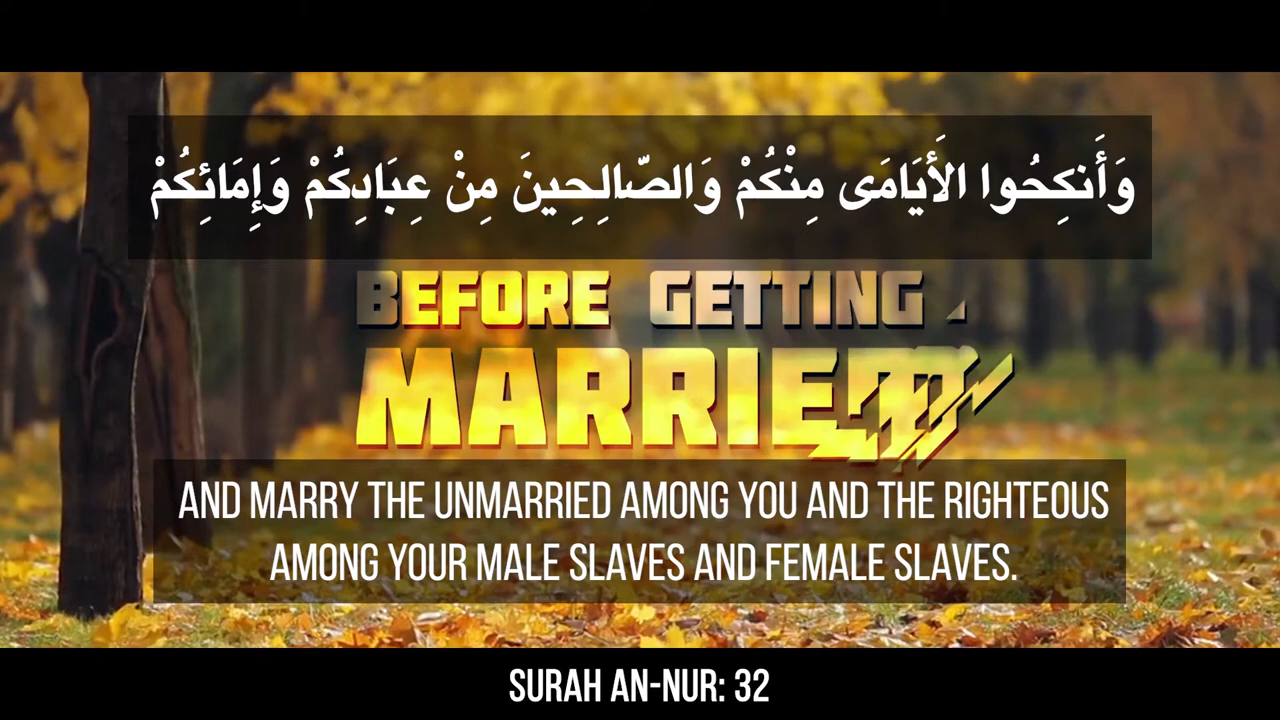 وَأَنكِحُوا الأَيَامَى مِنْكُمْ وَالصَّالِحِينَ مِنْ عِبَادِكُمْ وَإِمَائِكُمْ
BEFORE GETTING
MARRIED
AND MARRY THE UNMARRIED AMONG YOU AND THE RIGHTEOUS
AMONG YOUR MALE SLAVES AND FEMALE SLAVES.
SURAH AN-NUR: 32